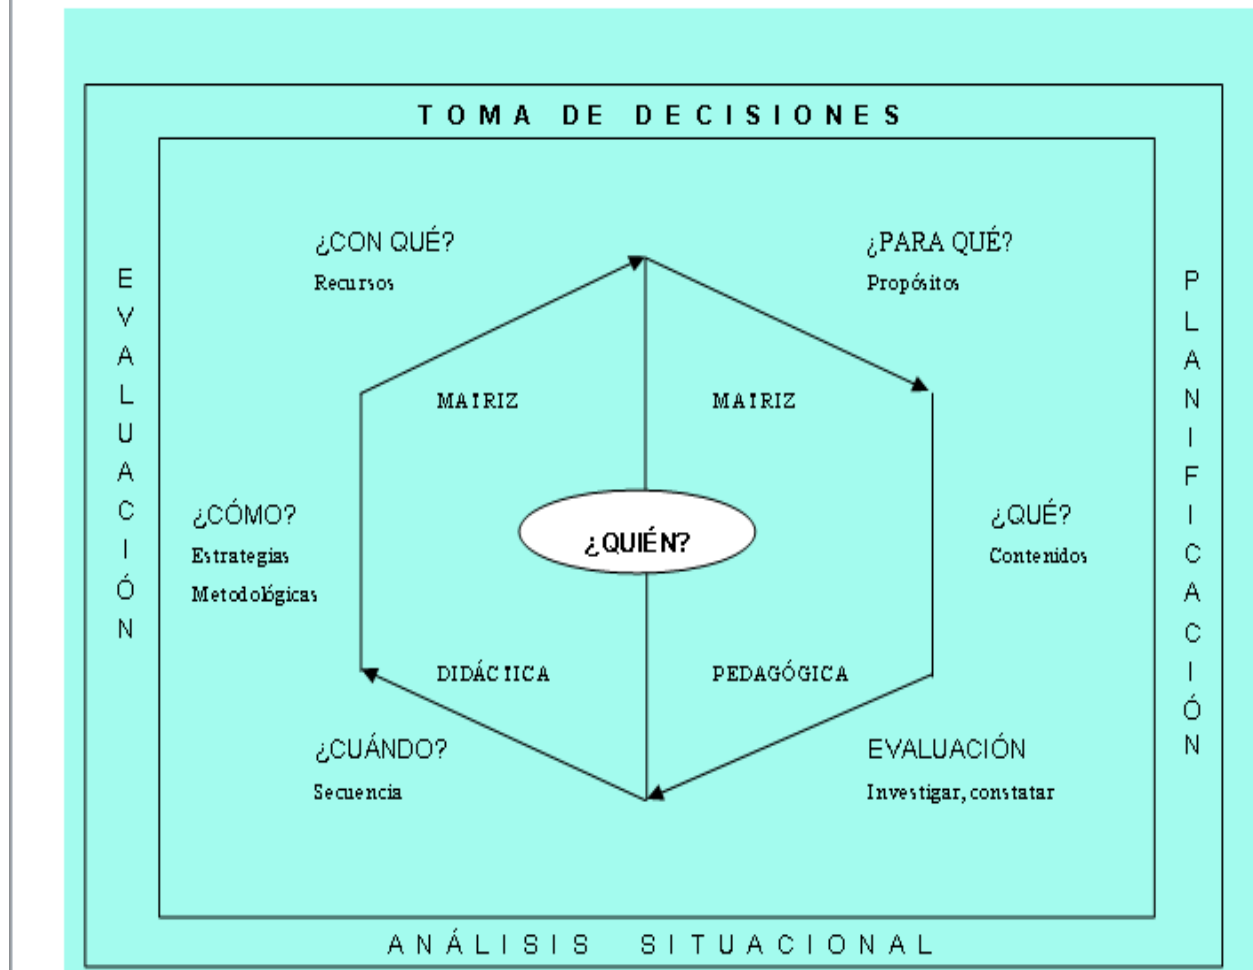 TOMA DE DECISIONES
¿CON QUÉ?
Recursos
¿PARA QUÉ?
Propósitos
EVALUACIÓN
PLANIFICACIÓN
MATRIZ
MATRIZ
¿CÓMO?
Estrategias
Metodológicas
¿QUIÉN?
¿QUÉ?
Contenidos
DIDÁCTICA
PEDAGÓGICA
¿CUÁNDO?
Secuencia
EVALUACIÓN
Investigar, constatar
ANÁLISIS SITUACIONAL